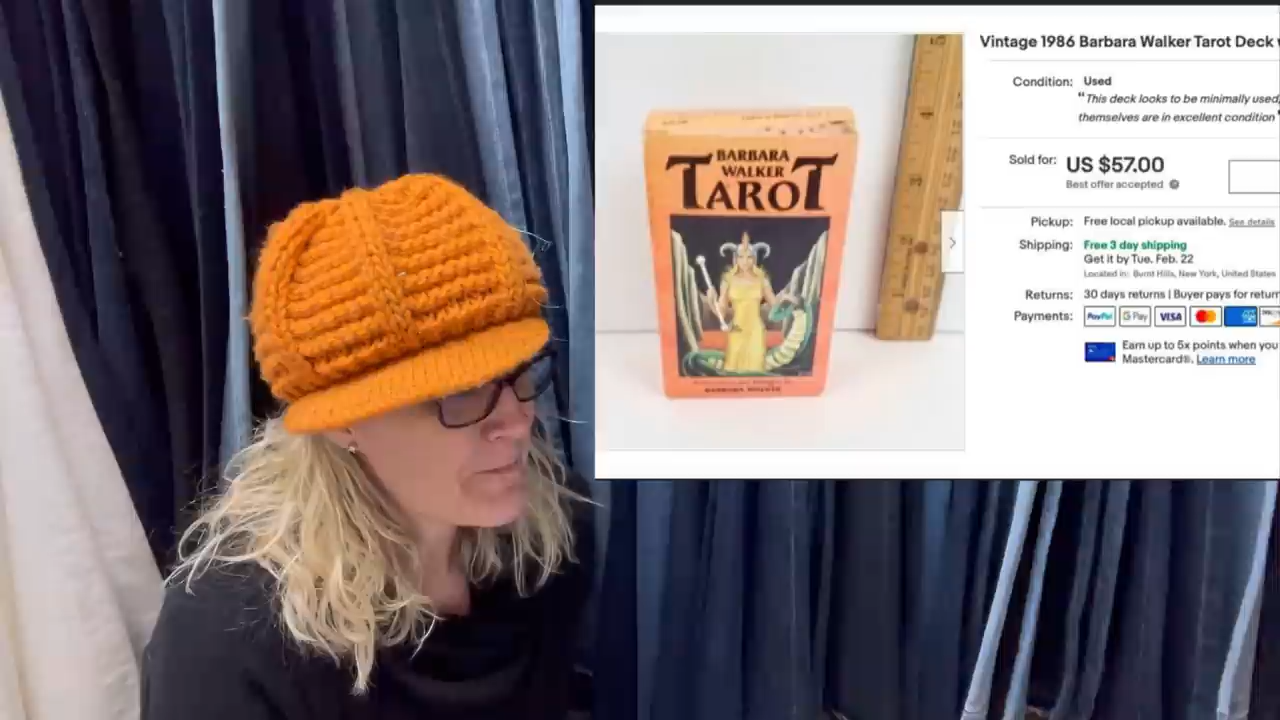 Vintage 1986 Barbara Walker Tarot Deck
Condition: Used
“This deck looks to be minimally used,
themselves are in excellent condition”
Sold for: US $57.00
Best offer accepted
Pickup: Free local pickup available. See details
Shipping: Free 3 day shipping
Get it by Tue, Feb. 22
Located in: Burnt Hills, New York, United States
Returns: 30 days returns | Buyer pays for return
Payments: PayPal G Pay VISA
Earn up to 5x points when you
Mastercard®. Learn more
BARBARA
WALKER
TAROT
BARBARA WALKER